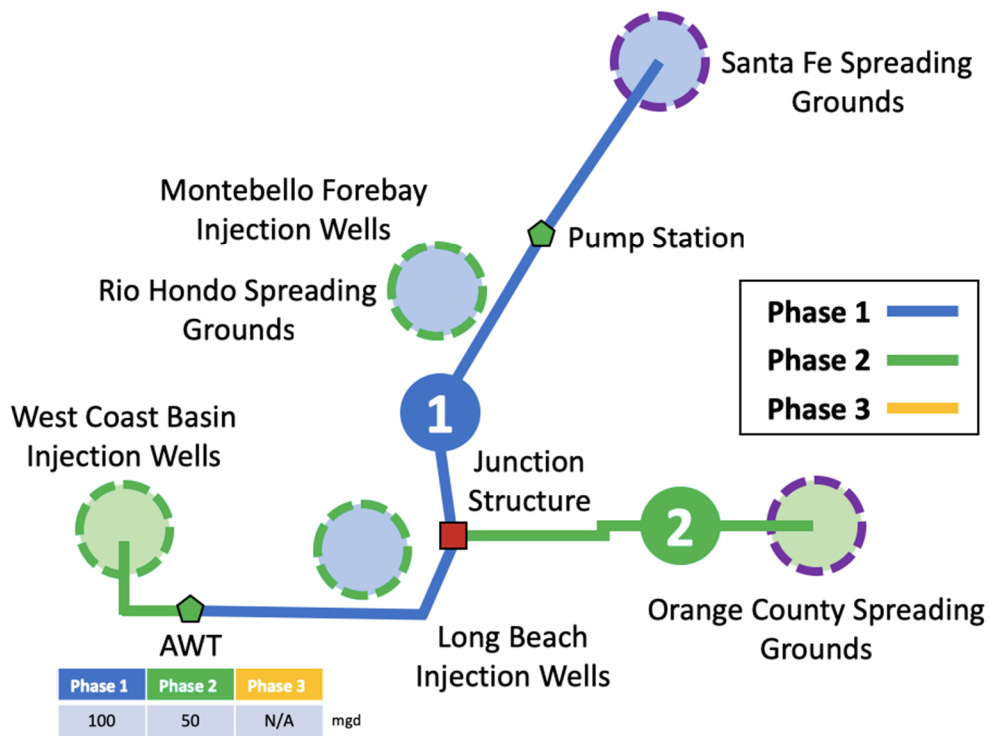 Santa Fe Spreading
Grounds
Montebello Forebay
Injection Wells
Pump Station
Rio Hondo Spreading
Grounds
Phase 1
Phase 2
Phase 3
1
West Coast Basin
Injection Wells
Junction
Structure
2
Orange County Spreading
Grounds
Long Beach
Injection Wells
AWT
Phase 1 Phase 2 Phase 3
100 50 N/A mgd